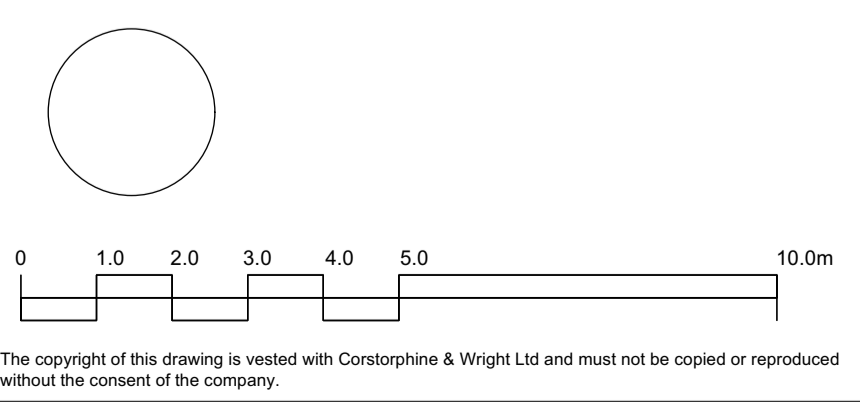 0 1.0 2.0 3.0 4.0 5.0 10.0m
The copyright of this drawing is vested with Corstorphine & Wright Ltd and must not be copied or reproduced
without the consent of the company.